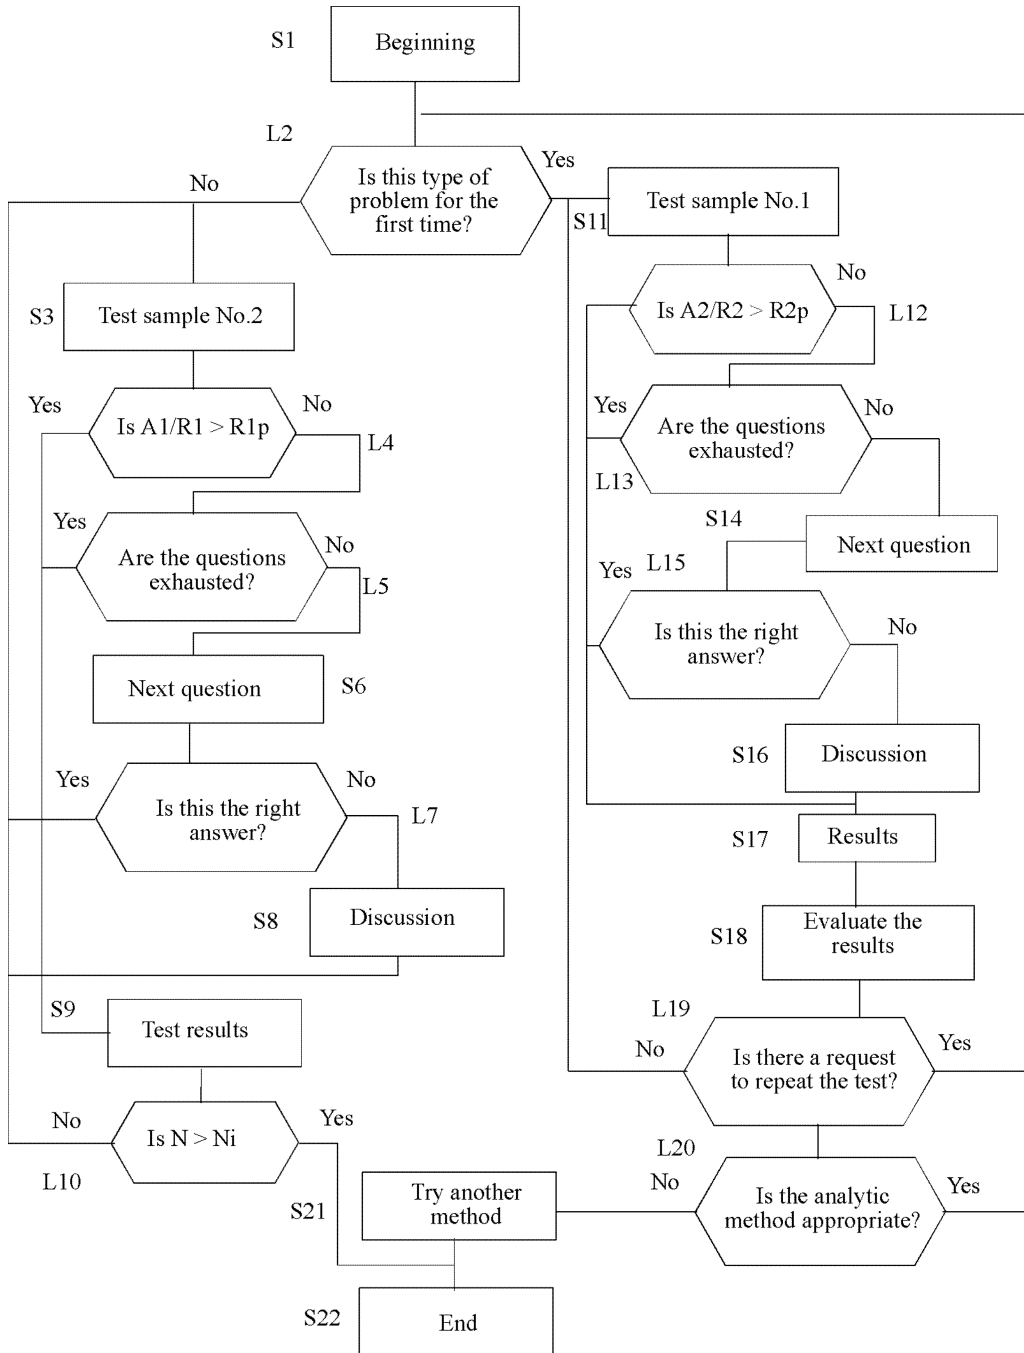 S1
Beginning
L2
Is this type of
problem for the
first time?
No
Yes
S11
Test sample No.1
S3
Test sample No.2
Is A2/R2 > R2p
No
L12
Yes
Is A1/R1 > R1p
No
L4
Yes
Are the questions
exhausted?
No
L13
Yes
Are the questions
exhausted?
No
L5
S14
Next question
L15
Yes
Is this the right
answer?
No
Next question
S6
S16
Discussion
Yes
Is this the right
answer?
No
L7
S17
Results
S8
Discussion
S18
Evaluate the
results
S9
Test results
L19
No
Is there a request
to repeat the test?
Yes
No
Is N > Ni
Yes
L10
L20
No
Is the analytic
method appropriate?
Yes
S21
Try another
method
S22
End